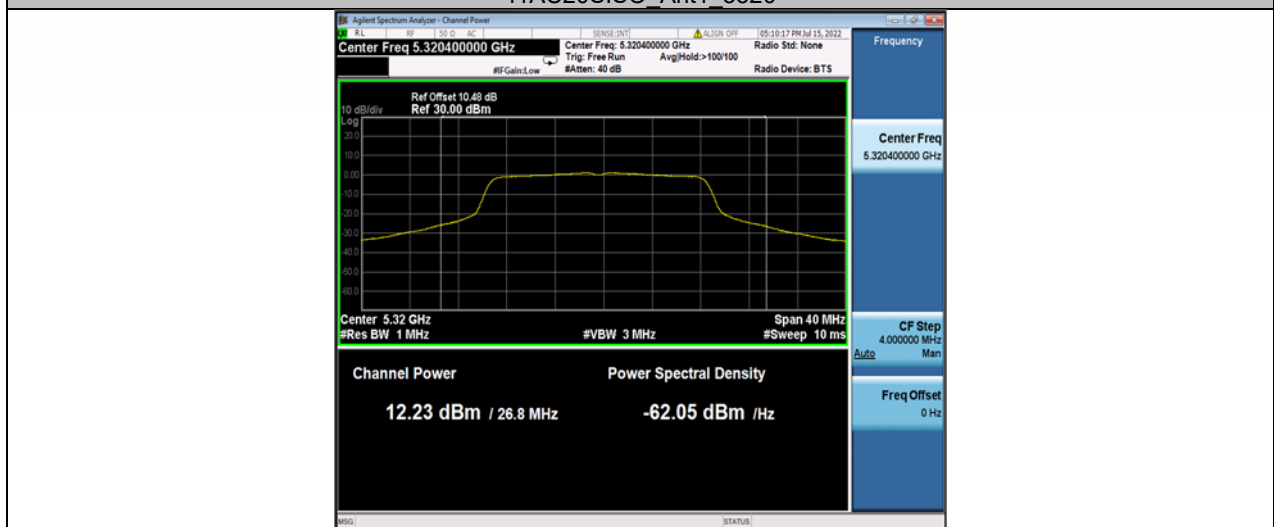 Agilent Spectrum Analyzer - Channel Power
RL RF 50 Ω AC SENSE:INT ALIGN OFF 05:10:17 PM Jul 15, 2022
Center Freq 5.320400000 GHz
Center Freq: 5.320400000 GHz
Radio Std: None
Trig: Free Run Avg|Hold:>100/100
#IFGain:Low
#Atten: 40 dB
Radio Device: BTS
Ref Offset 10.48 dB
10 dB/div Ref 30.00 dBm
Log
20.0
10.0
0.00
-10.0
-20.0
-30.0
-40.0
-50.0
-60.0
Center 5.32 GHz Span 40 MHz
#Res BW 1 MHz #VBW 3 MHz #Sweep 10 ms
Channel Power Power Spectral Density
12.23 dBm / 26.8 MHz -62.05 dBm /Hz
MSG STATUS
Frequency
Center Freq
5.320400000 GHz
CF Step
4.000000 MHz
Auto Man
Freq Offset
0 Hz